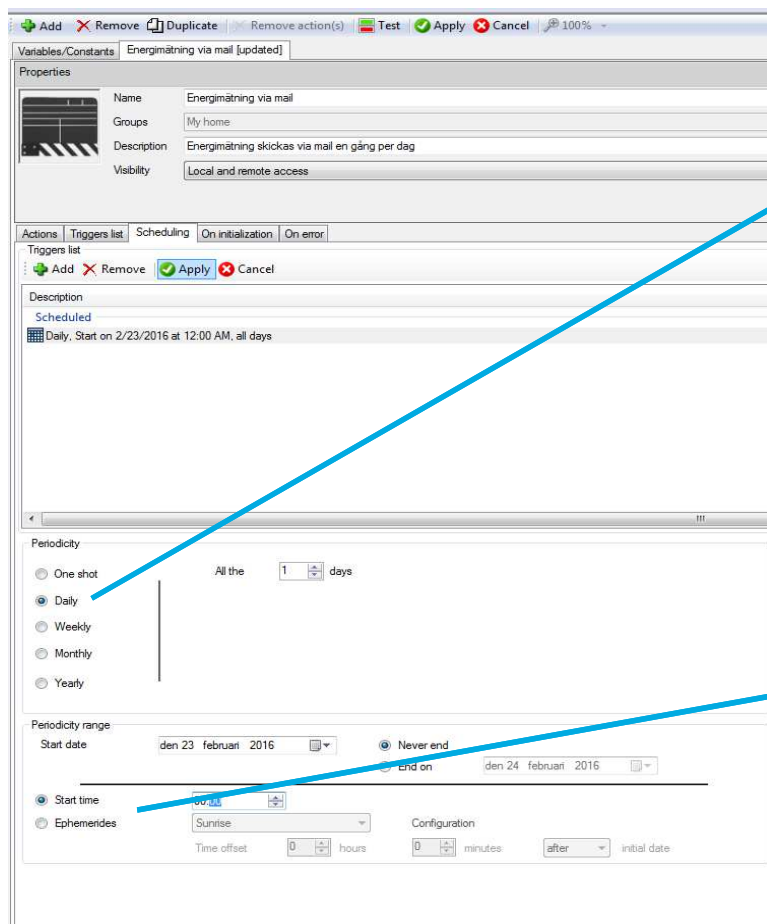 Add Remove Duplicate Remove action(s) Test Apply Cancel 100%
Variables/Constants Energimätning via mail [updated]
Properties
Name Energimätning via mail
Groups My home
Description Energimätning skickas via mail en gång per dag
Visibility Local and remote access
Actions Triggers list Scheduling On initialization On error
Triggers list
Add Remove Apply Cancel
Description
Scheduled
Daily, Start on 2/23/2016 at 12:00 AM, all days
Periodicity
One shot All the 1 days
Daily
Weekly
Monthly
Yearly
Periodicity range
Start date den 23 februari 2016 Never end
End on den 24 februari 2016
Start time 00:00
Ephemerides Sunrise Configuration
Time offset 0 hours 0 minutes after initial date